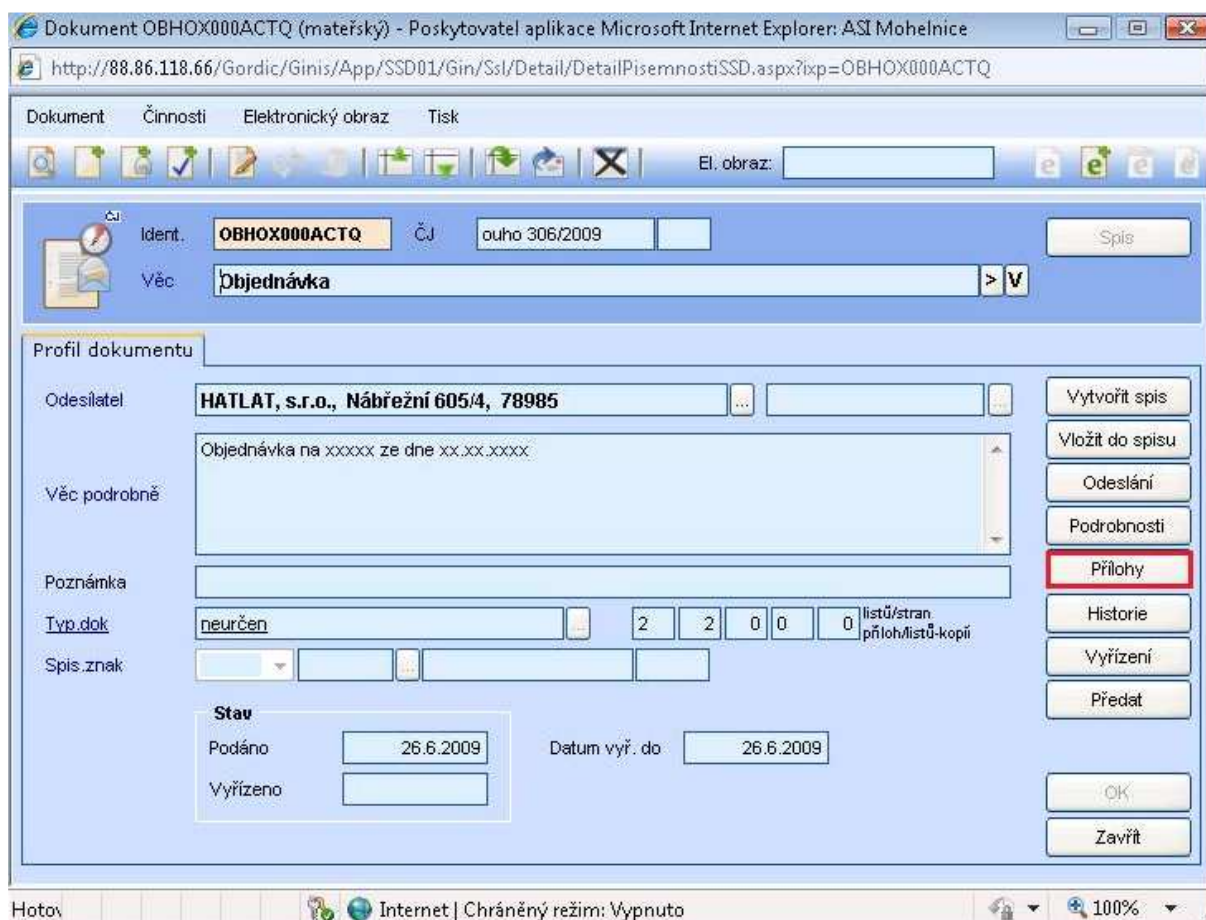 Dokument OBHOX000ACTQ (mateřský) - Poskytovatel aplikace Microsoft Internet Explorer: ASI Mohelnice
http://88.86.118.66/Gordic/Ginis/App/SSD01/Gin/Ssl/Detail/DetailPisemnostiSSD.aspx?ixp=OBHOX000ACTQ
Dokument Činnosti Elektronický obraz Tisk
El. obraz:
ČJ
Ident. OBHOX000ACTQ ČJ ouho 306/2009 Spis
Věc Objednávka > V
Profil dokumentu
Odesílatel HATLAT, s.r.o., Nábřežní 605/4, 78985 ... ... Vytvořit spis
Objednávka na xxxxx ze dne xx.xx.xxxx Vložit do spisu
Věc podrobně Odeslání
Podrobnosti
Poznámka Přílohy
Typ.dok neurčen ... 2 2 0 0 0 listů/stran Historie
příloh/listů-kopií
Spis.znak ... Vyřízení
Stav Předat
Podáno 26.6.2009 Datum vyř. do 26.6.2009
Vyřízeno OK
Zavřít
Hotov Internet | Chráněný režim: Vypnuto 100%